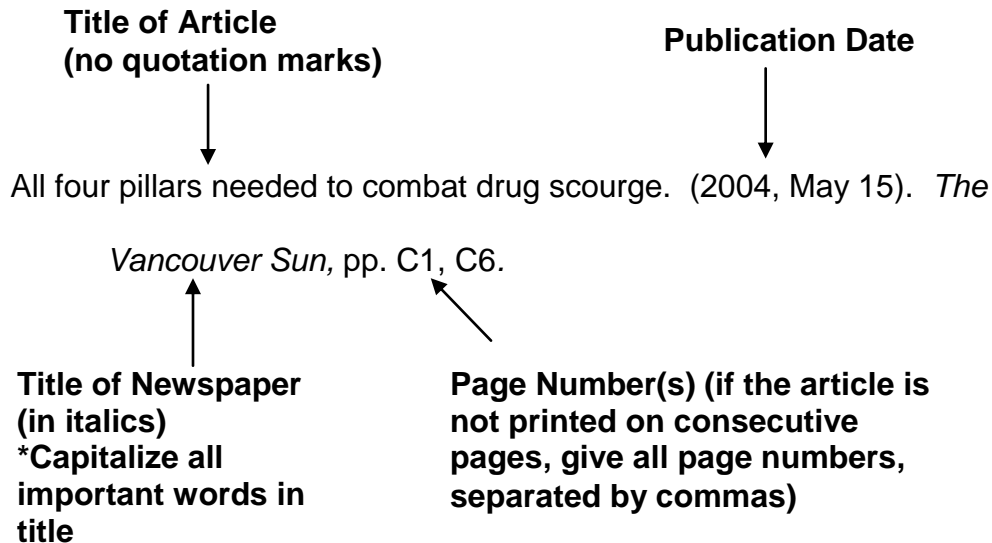 Title of Article
(no quotation marks)
Publication Date
All four pillars needed to combat drug scourge.  (2004, May 15).  The
Vancouver Sun, pp. C1, C6.
Title of Newspaper
(in italics)
*Capitalize all
important words in
title
Page Number(s) (if the article is
not printed on consecutive
pages, give all page numbers,
separated by commas)